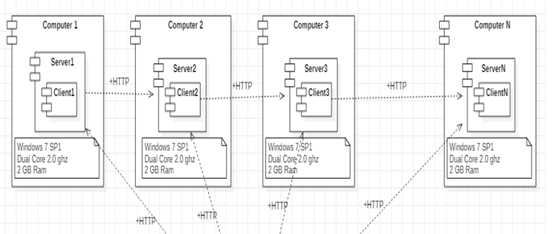 Computer 1
Server1
Client1
Windows 7 SP1
Dual Core 2.0 ghz
2 GB Ram
+HTTP
Computer 2
Server2
Client2
Windows 7 SP1
Dual Core 2.0 ghz
2 GB Ram
+HTTP
Computer 3
Server3
Client3
Windows 7 SP1
Dual Core 2.0 ghz
2 GB Ram
+HTTP
Computer N
ServerN
ClientN
Windows 7 SP1
Dual Core 2.0 ghz
2 GB Ram
+HTTP
+HTTP
+HTTP
+HTTP